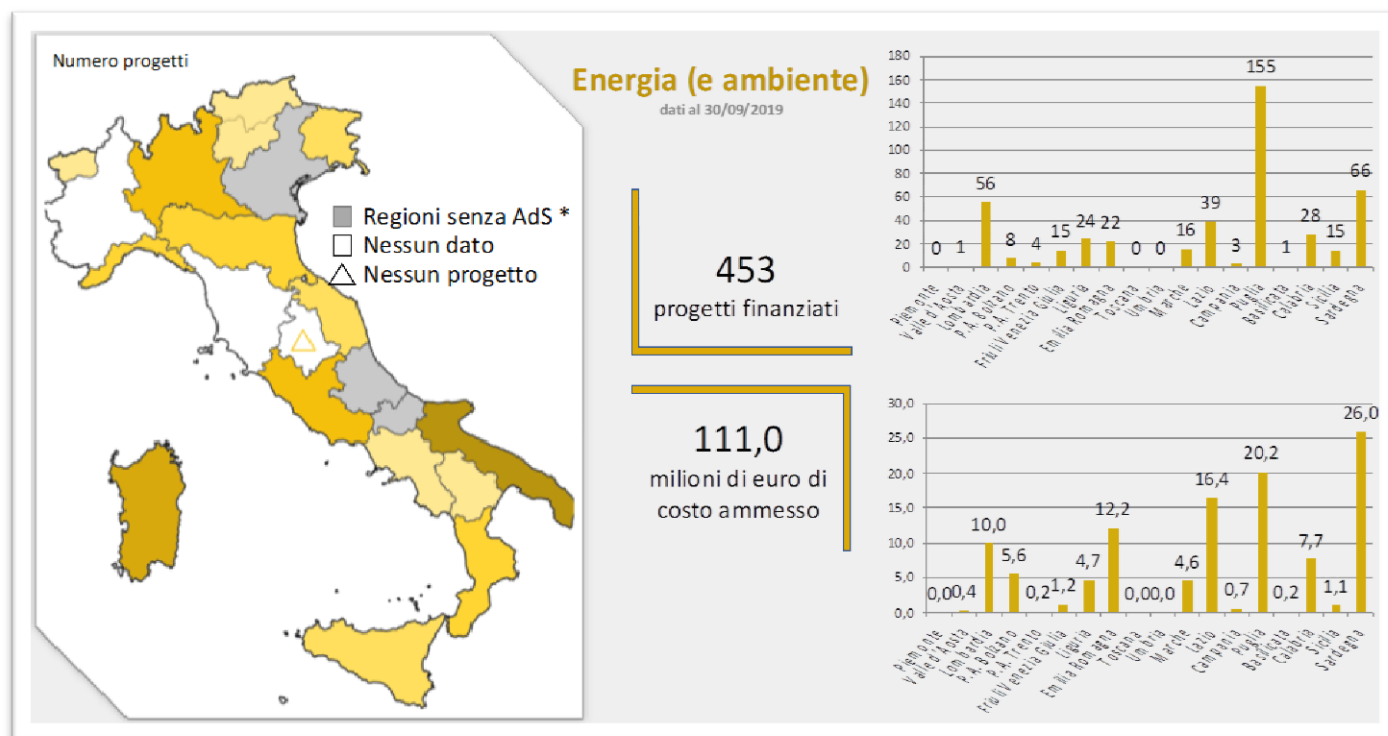 Numero progetti
Regioni senza AdS *
Nessun dato
Nessun progetto
Energia (e ambiente)
dati al 30/09/2019
453
progetti finanziati
111,0
milioni di euro di
costo ammesso
180
160
140
120
100
80
60
40
20
0
0 1 56 8 4 15 24 22 0 0 16 39 3 155 1 28 15 66
Piemonte
Valle d'Aosta
Lombardia
P.A. Bolzano
P.A. Trento
Friuli Venezia Giulia
Liguria
Emilia Romagna
Toscana
Umbria
Marche
Lazio
Campania
Puglia
Basilicata
Calabria
Sicilia
Sardegna
30,0
25,0
20,0
15,0
10,0
5,0
0,0
0,0 0,4 10,0 5,6 0,2 1,2 4,7 12,2 0,0 0,0 4,6 16,4 0,7 20,2 0,2 7,7 1,1 26,0
Piemonte
Valle d'Aosta
Lombardia
P.A. Bolzano
P.A. Trento
Friuli Venezia Giulia
Liguria
Emilia Romagna
Toscana
Umbria
Marche
Lazio
Campania
Puglia
Basilicata
Calabria
Sicilia
Sardegna